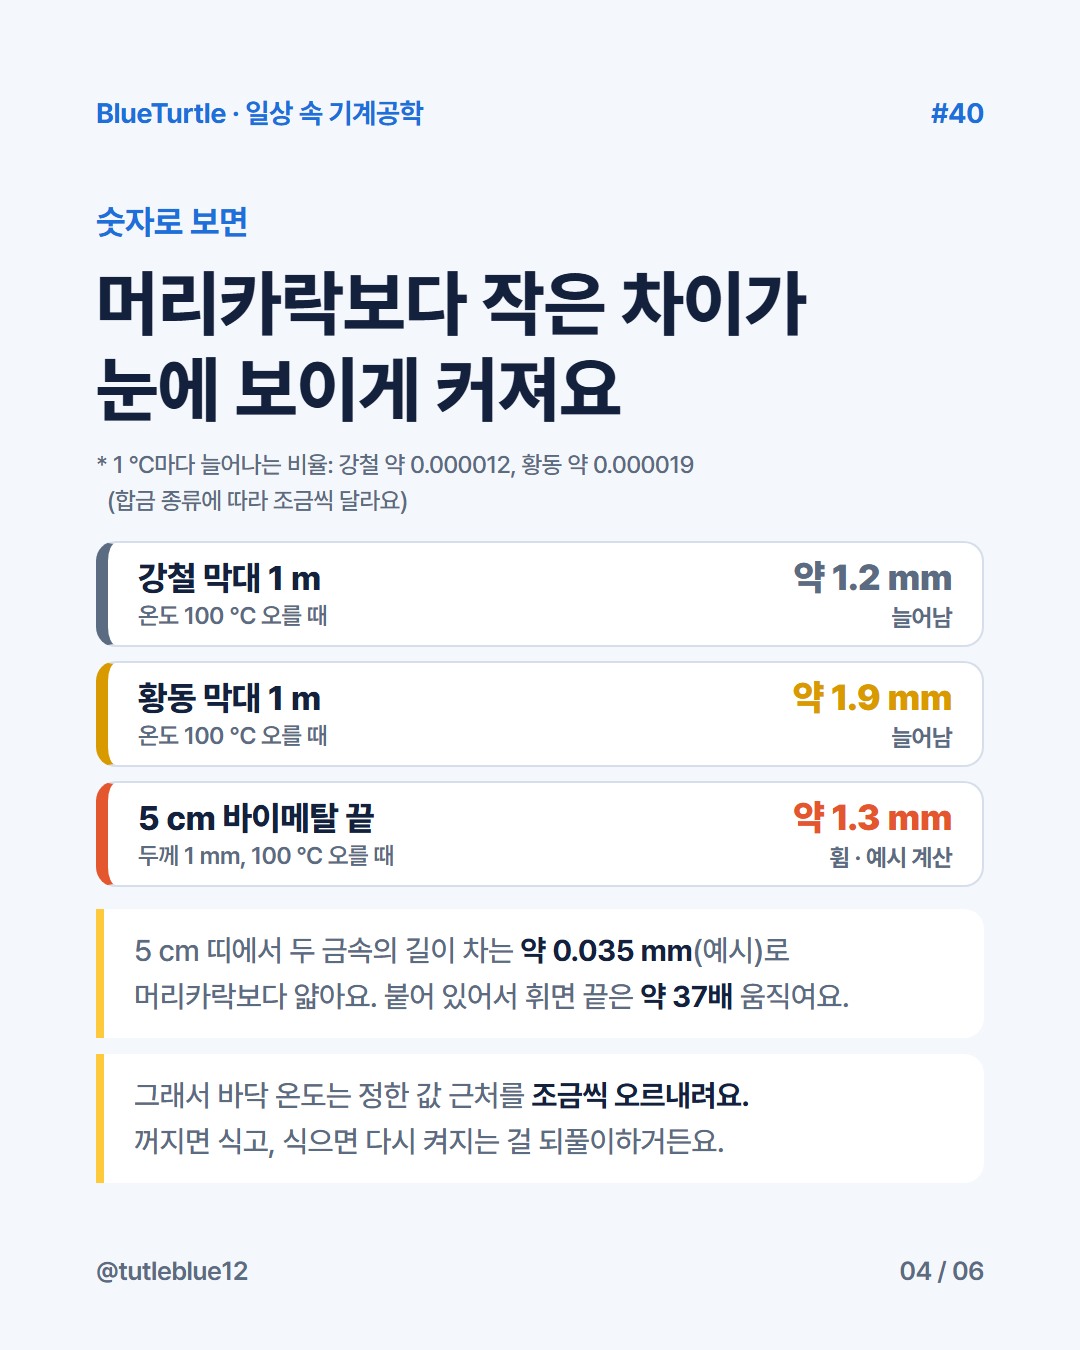 BlueTurtle · 일상 속 기계공학
#40
숫자로 보면
머리카락보다 작은 차이가
눈에 보이게 커져요
* 1 °C마다 늘어나는 비율: 강철 약 0.000012, 황동 약 0.000019
(합금 종류에 따라 조금씩 달라요)
강철 막대 1 m
약 1.2 mm
온도 100 °C 오를 때
늘어남
황동 막대 1 m
약 1.9 mm
온도 100 °C 오를 때
늘어남
5 cm 바이메탈 끝
약 1.3 mm
두께 1 mm, 100 °C 오를 때
휨 · 예시 계산
5 cm 띠에서 두 금속의 길이 차는 약 0.035 mm(예시)로
머리카락보다 얇아요. 붙어 있어서 휘면 끝은 약 37배 움직여요.
그래서 바닥 온도는 정한 값 근처를 조금씩 오르내려요.
꺼지면 식고, 식으면 다시 켜지는 걸 되풀이하거든요.
@tutleblue12
04 / 06